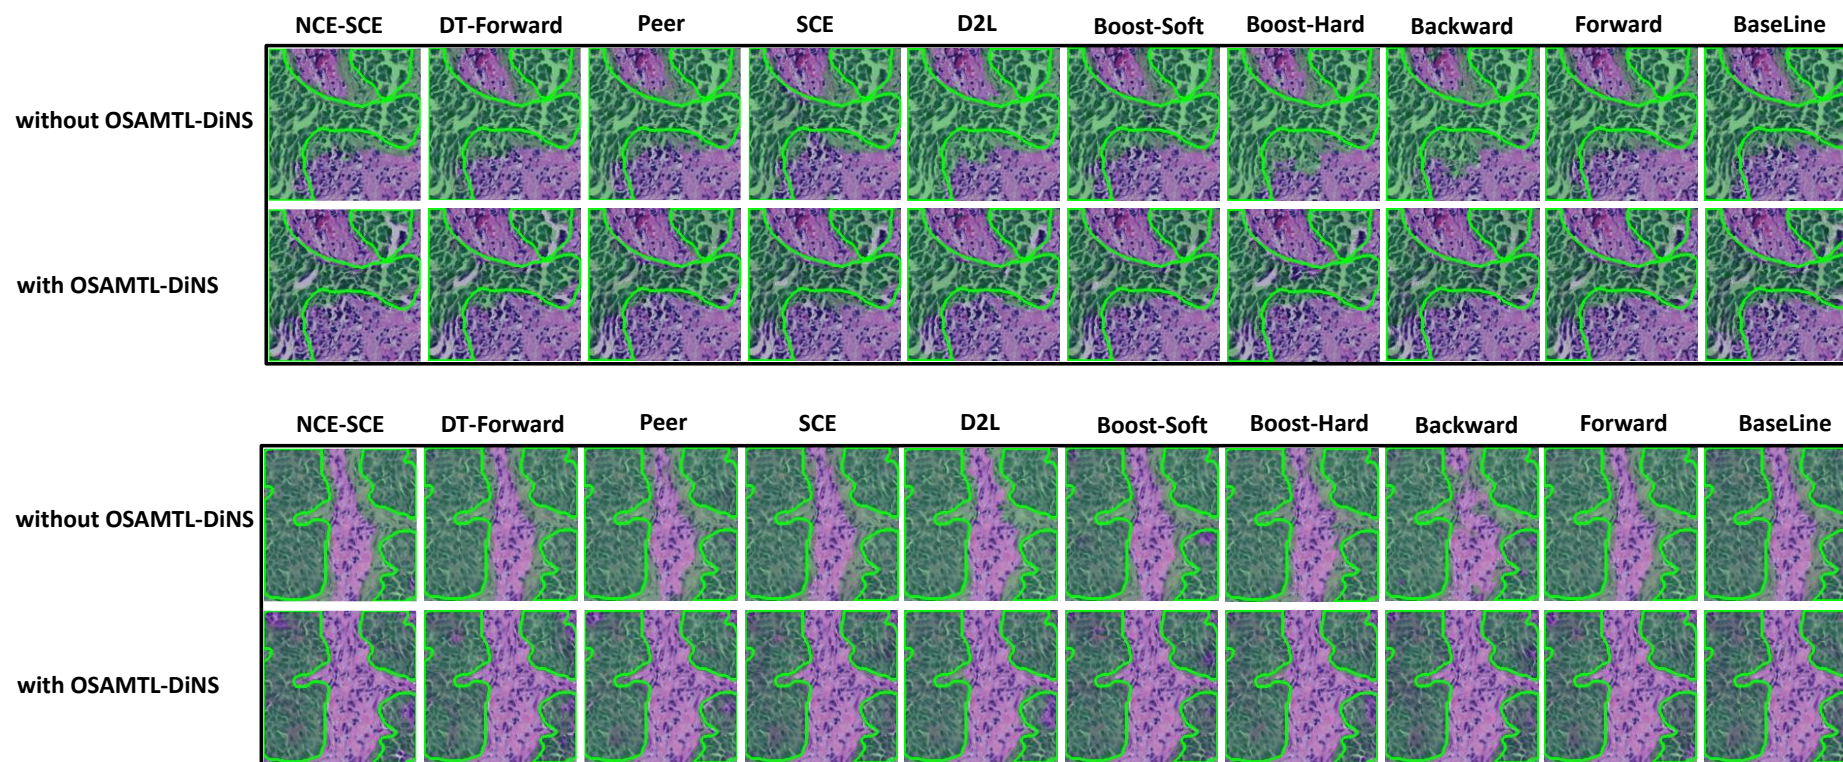 NCE-SCE DT-Forward Peer SCE D2L Boost-Soft Boost-Hard Backward Forward BaseLine
without OSAMTL-DiNS
with OSAMTL-DiNS
NCE-SCE DT-Forward Peer SCE D2L Boost-Soft Boost-Hard Backward Forward BaseLine
without OSAMTL-DiNS
with OSAMTL-DiNS